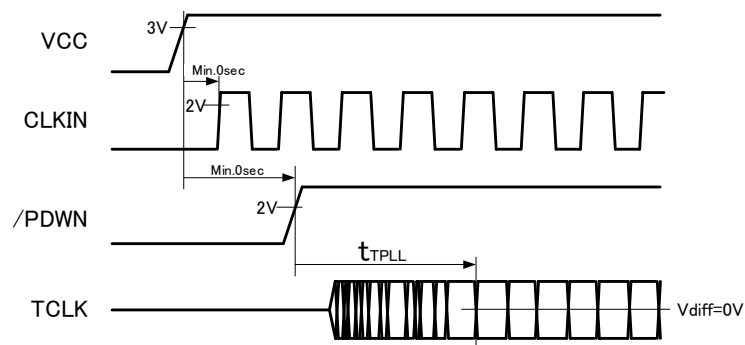 VCC
3V
Min.0sec
CLKIN
2V
Min.0sec
/PDWN
2V
tTPLL
TCLK
Vdiff=0V